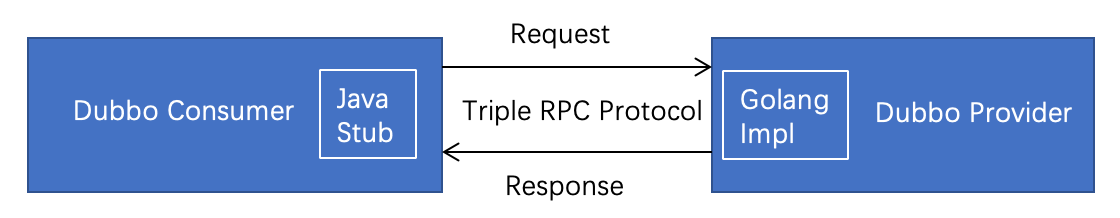 Request
Dubbo Consumer
Java
Stub
Triple RPC Protocol
Golang
Impl
Dubbo Provider
Response